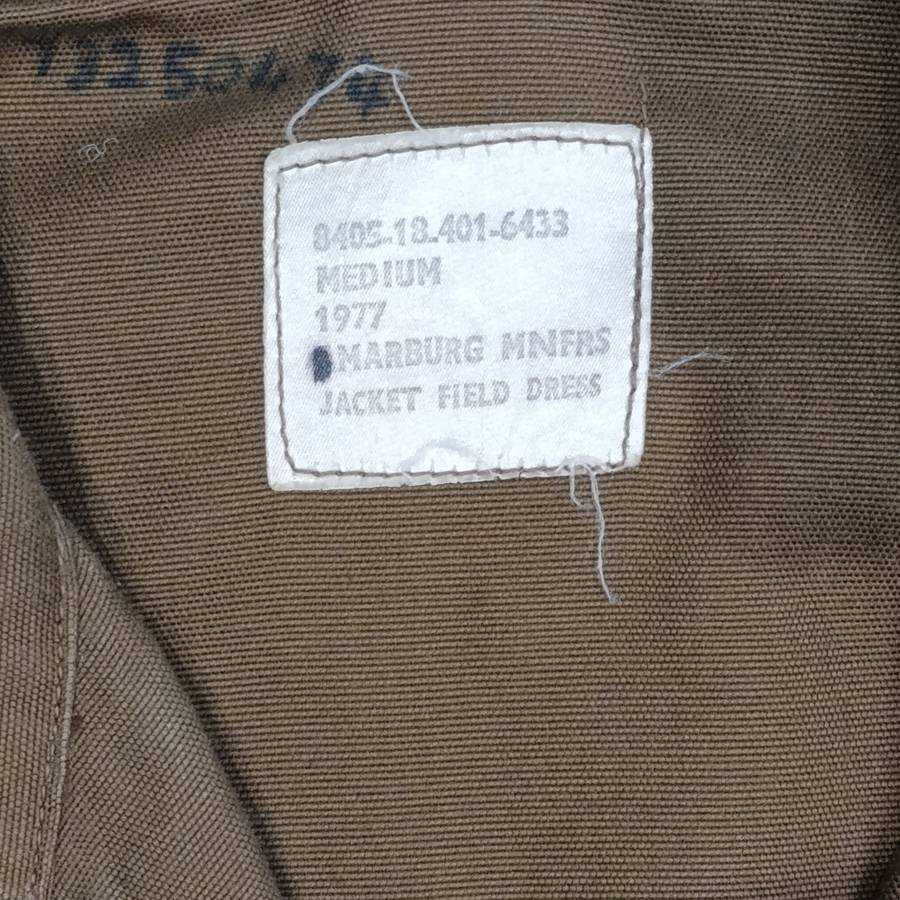 8405-18-401-6433
MEDIUM
1977
MARBURG MNFRS
JACKET FIELD DRESS